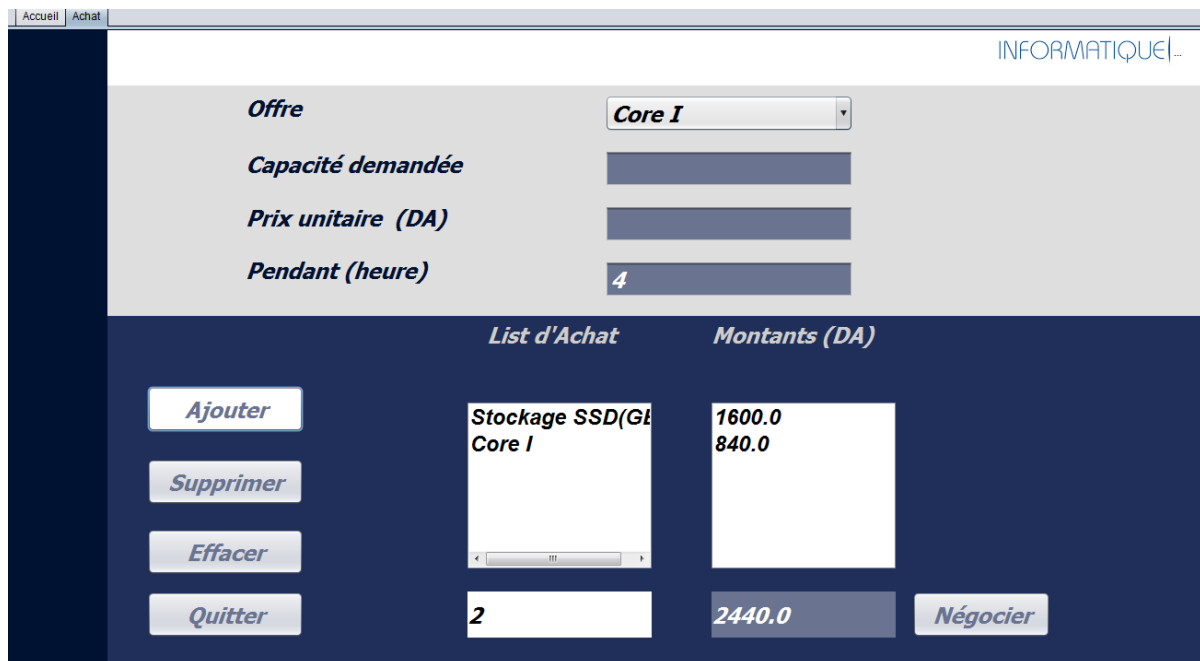 Accueil Achat
INFORMATIQUE ...
Offre Core I
Capacité demandée
Prix unitaire (DA)
Pendant (heure) 4
List d'Achat Montants (DA)
Ajouter
Stockage SSD(GB 1600.0
Core I 840.0
Supprimer
Effacer
Quitter 2 2440.0 Négocier